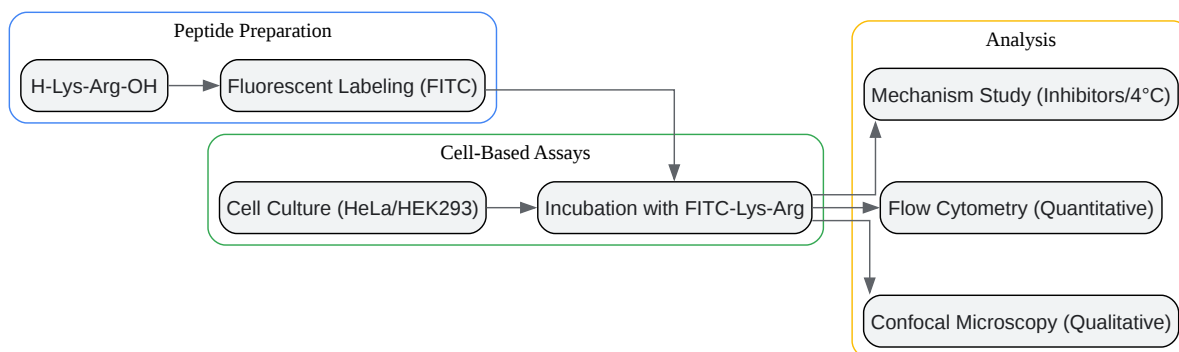 Peptide Preparation
H-Lys-Arg-OH
Fluorescent Labeling (FITC)
Cell-Based Assays
Cell Culture (HeLa/HEK293)
Incubation with FITC-Lys-Arg
Analysis
Mechanism Study (Inhibitors/4°C)
Flow Cytometry (Quantitative)
Confocal Microscopy (Qualitative)